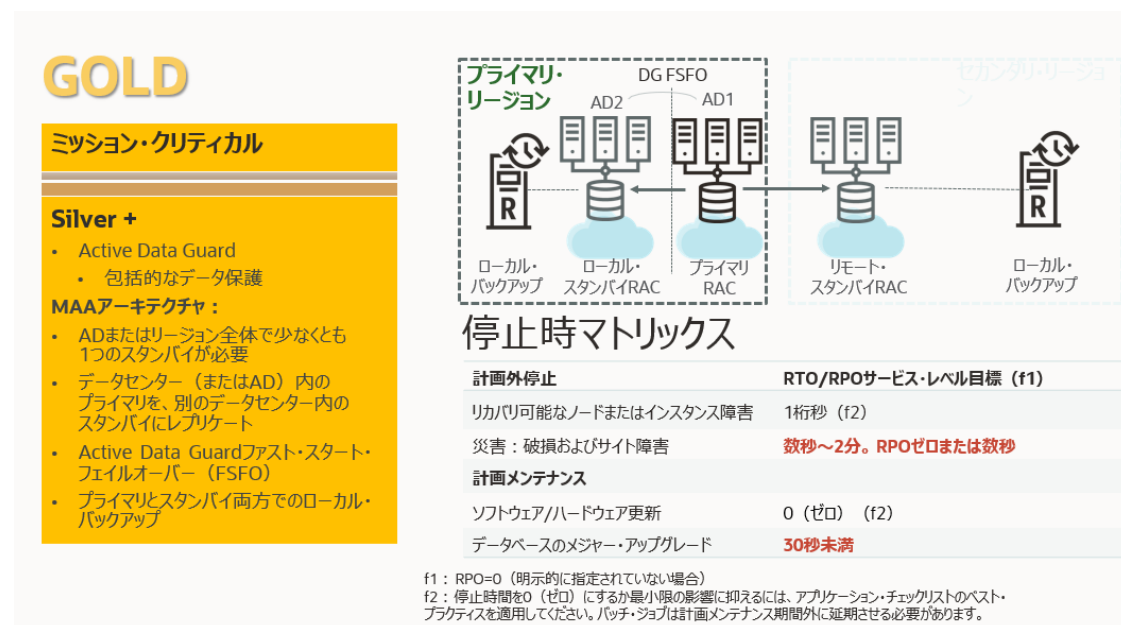 GOLD
ミッション・クリティカル
Silver +
• Active Data Guard
• 包括的なデータ保護
MAAアーキテクチャ：
• ADまたはリージョン全体で少なくとも
1つのスタンバイが必要
• データセンター（またはAD）内の
プライマリを、別のデータセンター内の
スタンバイにレプリケート
• Active Data Guardファスト・スタート・
フェイルオーバー（FSFO）
• プライマリとスタンバイ両方でのローカル・
バックアップ
プライマリ・
リージョン
DG FSFO
AD2
AD1
セカンダリ・リージョ
ン
R
R
ローカル・
バックアップ
ローカル・
スタンバイRAC
プライマリ
RAC
リモート・
スタンバイRAC
ローカル・
バックアップ
停止時マトリックス
計画外停止 RTO/RPOサービス・レベル目標（f1）
リカバリ可能なノードまたはインスタンス障害 1桁秒（f2）
災害：破損およびサイト障害 数秒～2分。RPOゼロまたは数秒
計画メンテナンス
ソフトウェア/ハードウェア更新 0（ゼロ）（f2）
データベースのメジャー・アップグレード 30秒未満
f1：RPO=0（明示的に指定されていない場合）
f2：停止時間を0（ゼロ）にするか最小限の影響に抑えるには、アプリケーション・チェックリストのベスト・
プラクティスを適用してください。バッチ・ジョブは計画メンテナンス期間外に延期させる必要があります。